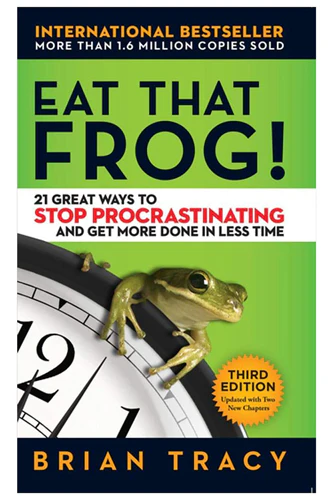 INTERNATIONAL BESTSELLER
MORE THAN 1.6 MILLION COPIES SOLD
EAT THAT
FROG!
21 GREAT WAYS TO
STOP PROCRASTINATING
AND GET MORE DONE IN LESS TIME
12
THIRD
EDITION
Updated with Two
New Chapters
BRIAN TRACY